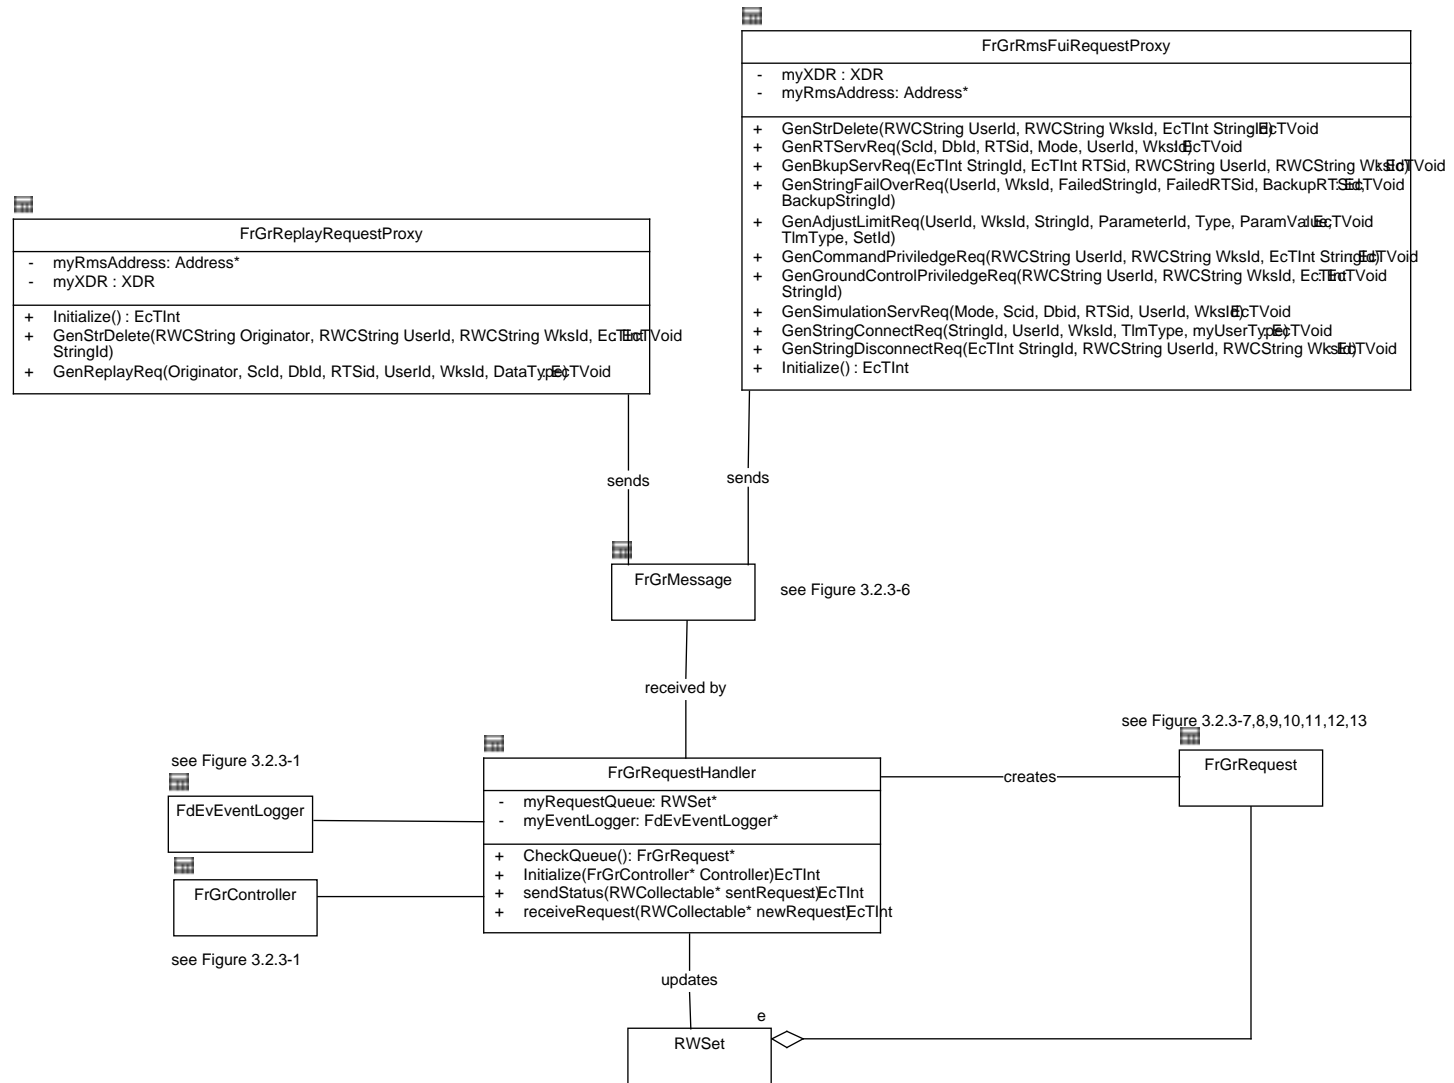 FrGrRmsFuiRequestProxy
- myXDR : XDR
- myRmsAddress: Address*
+ GenStrDelete(RWCString UserId, RWCString WksId, EcTInt StringId) : EcTVoid
+ GenRTServReq(ScId, DbId, RTSid, Mode, UserId, WksId) : EcTVoid
+ GenBkupServReq(EcTInt StringId, EcTInt RTSid, RWCString UserId, RWCString WksId) : EcTVoid
+ GenStringFailOverReq(UserId, WksId, FailedStringId, FailedRTSid, BackupRTSid, : EcTVoid
BackupStringId)
+ GenAdjustLimitReq(UserId, WksId, StringId, ParameterId, Type, ParamValue, : EcTVoid
TlmType, SetId)
+ GenCommandPriviledgeReq(RWCString UserId, RWCString WksId, EcTInt StringId) : EcTVoid
+ GenGroundControlPriviledgeReq(RWCString UserId, RWCString WksId, EcTInt : EcTVoid
StringId)
+ GenSimulationServReq(Mode, Scid, Dbid, RTSid, UserId, WksId) : EcTVoid
+ GenStringConnectReq(StringId, UserId, WksId, TlmType, myUserType) : EcTVoid
+ GenStringDisconnectReq(EcTInt StringId, RWCString UserId, RWCString WksId) : EcTVoid
+ Initialize() : EcTInt
FrGrReplayRequestProxy
- myRmsAddress: Address*
- myXDR : XDR
+ Initialize() : EcTInt
+ GenStrDelete(RWCString Originator, RWCString UserId, RWCString WksId, EcTInt : EcTVoid
StringId)
+ GenReplayReq(Originator, ScId, DbId, RTSid, UserId, WksId, DataType) : EcTVoid
sends
sends
FrGrMessage
see Figure 3.2.3-6
received by
see Figure 3.2.3-7,8,9,10,11,12,13
FrGrRequest
creates
see Figure 3.2.3-1
FdEvEventLogger
FrGrController
see Figure 3.2.3-1
FrGrRequestHandler
- myRequestQueue: RWSet*
- myEventLogger: FdEvEventLogger*
+ CheckQueue(): FrGrRequest*
+ Initialize(FrGrController* Controller) : EcTInt
+ sendStatus(RWCollectable* sentRequest) : EcTInt
+ receiveRequest(RWCollectable* newRequest) : EcTInt
updates
e
RWSet